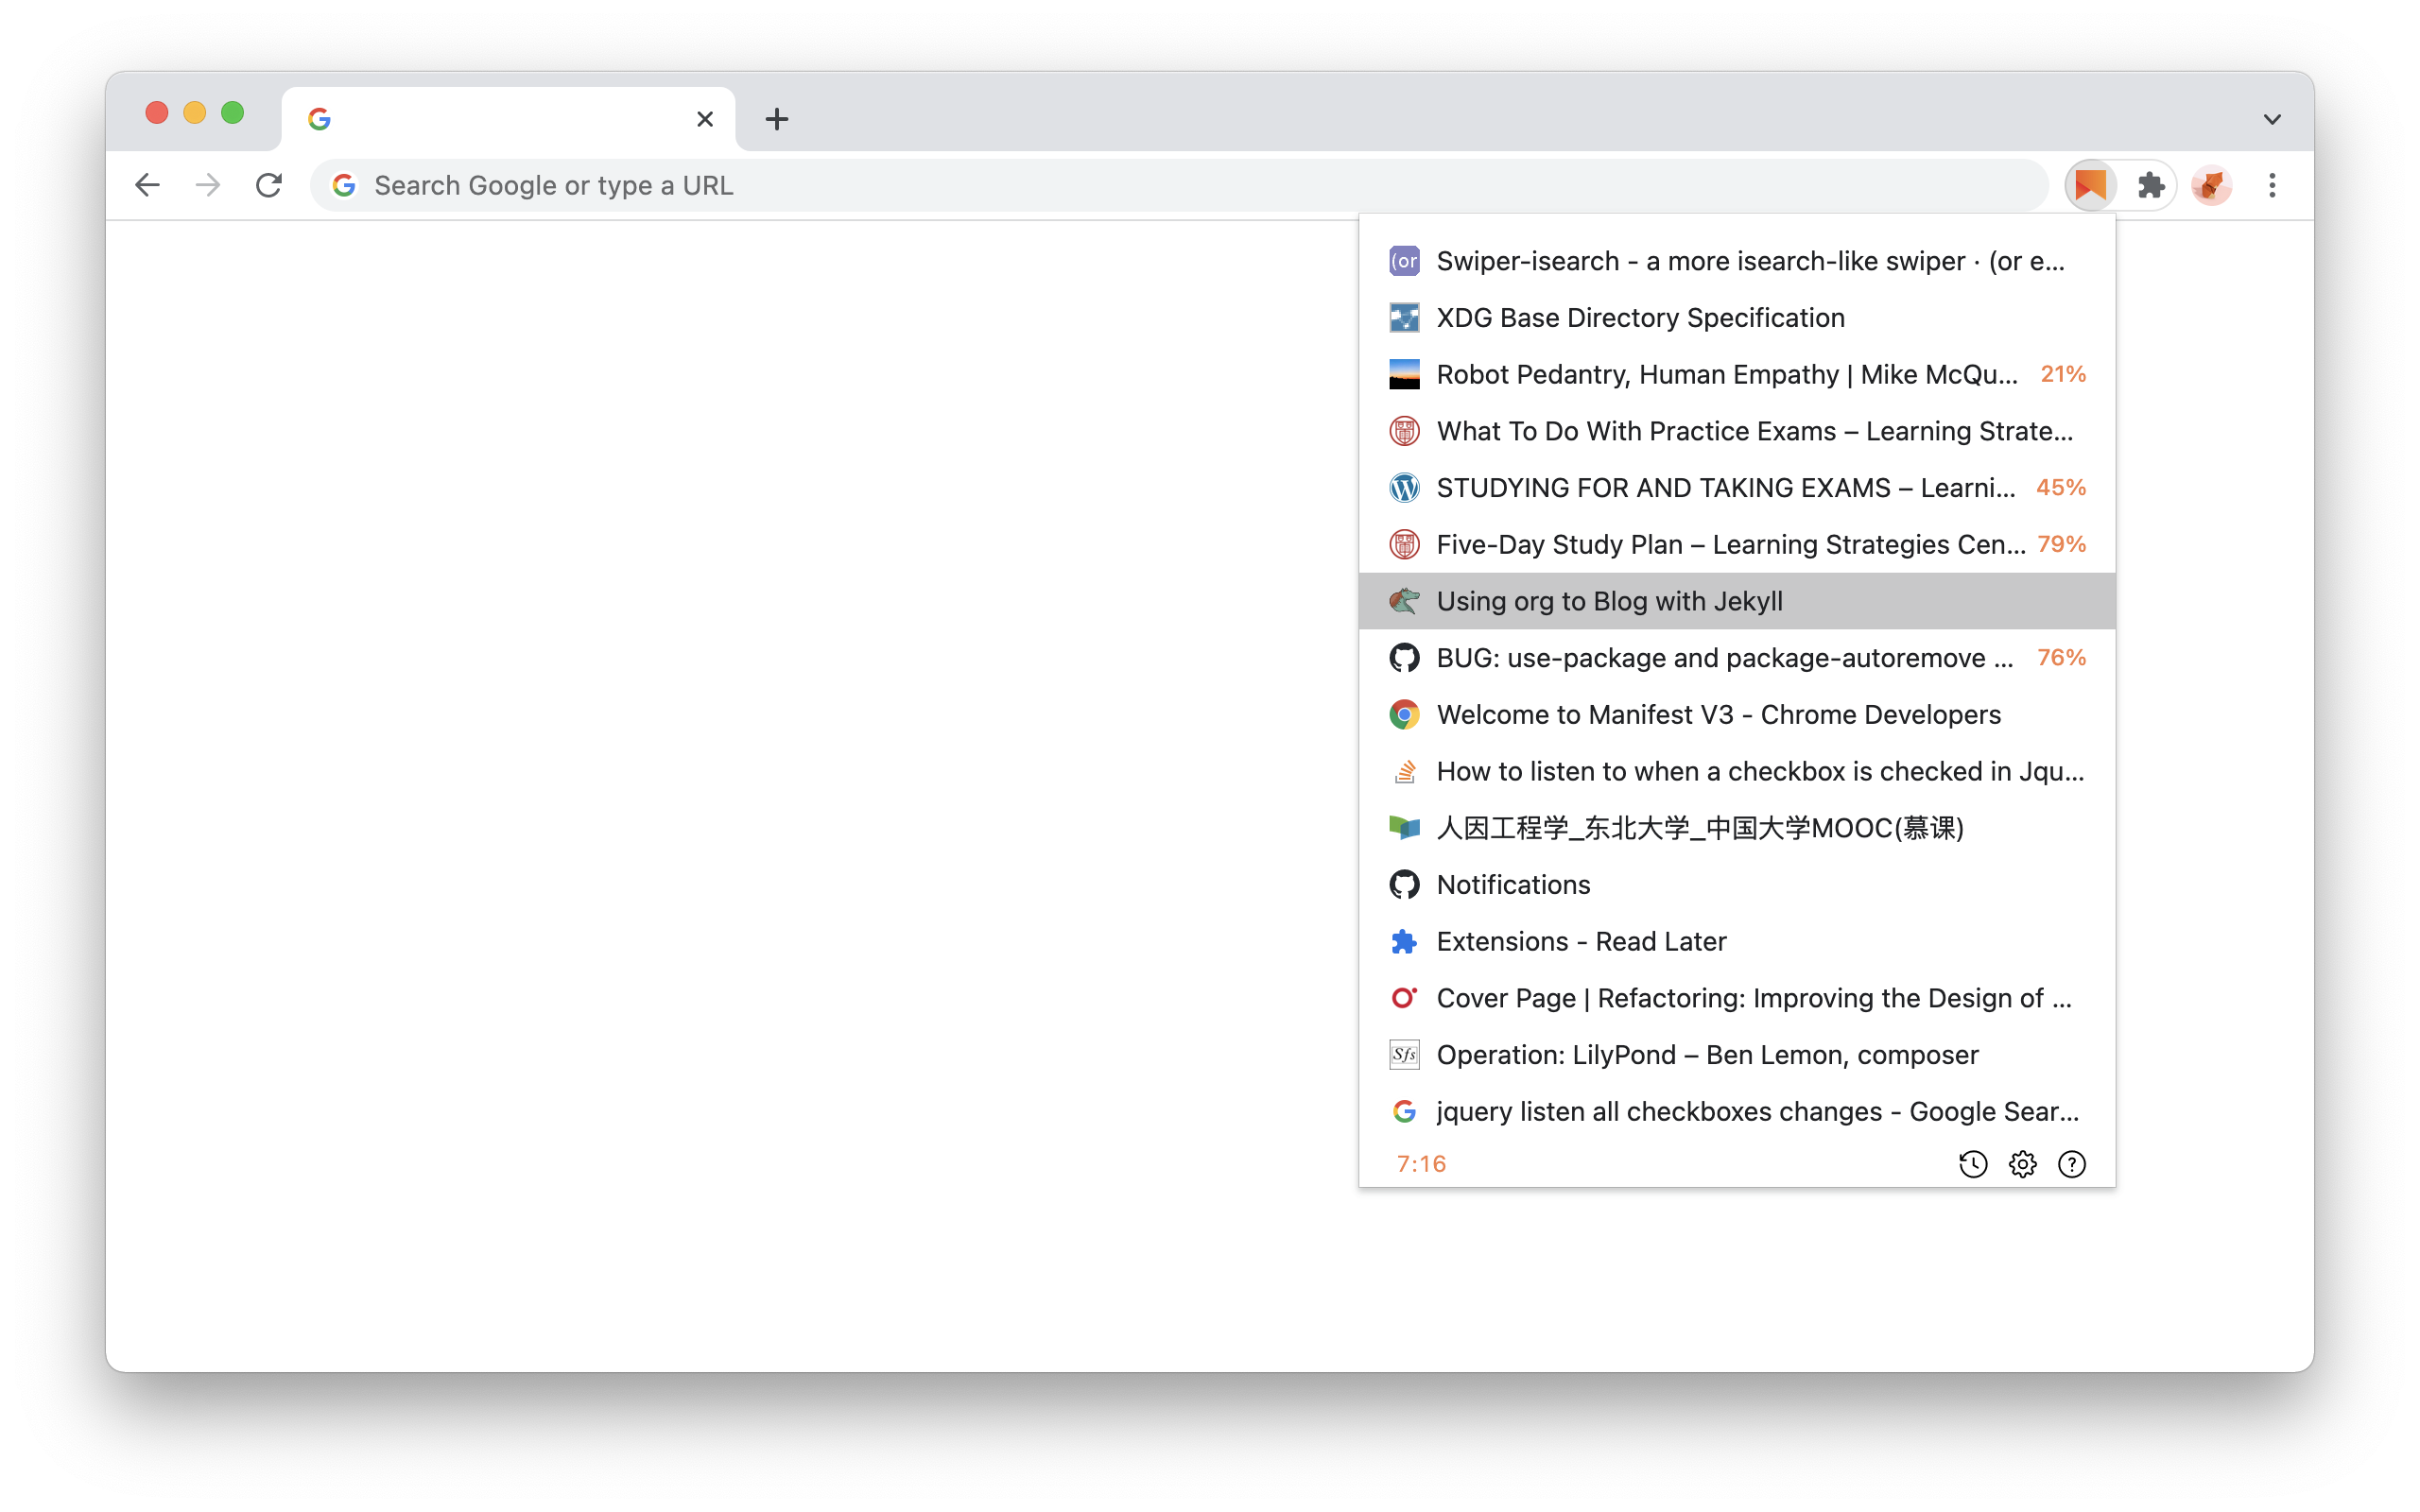 Search Google or type a URL
(or
Swiper-isearch - a more isearch-like swiper · (or e...
XDG Base Directory Specification
Robot Pedantry, Human Empathy | Mike McQu... 21%
What To Do With Practice Exams – Learning Strate...
STUDYING FOR AND TAKING EXAMS – Learni... 45%
Five-Day Study Plan – Learning Strategies Cen... 79%
Using org to Blog with Jekyll
BUG: use-package and package-autoremove ... 76%
Welcome to Manifest V3 - Chrome Developers
How to listen to when a checkbox is checked in Jqu...
人因工程学_东北大学_中国大学MOOC(慕课)
Notifications
Extensions - Read Later
Cover Page | Refactoring: Improving the Design of ...
Sfs Operation: LilyPond – Ben Lemon, composer
jquery listen all checkboxes changes - Google Sear...
7:16